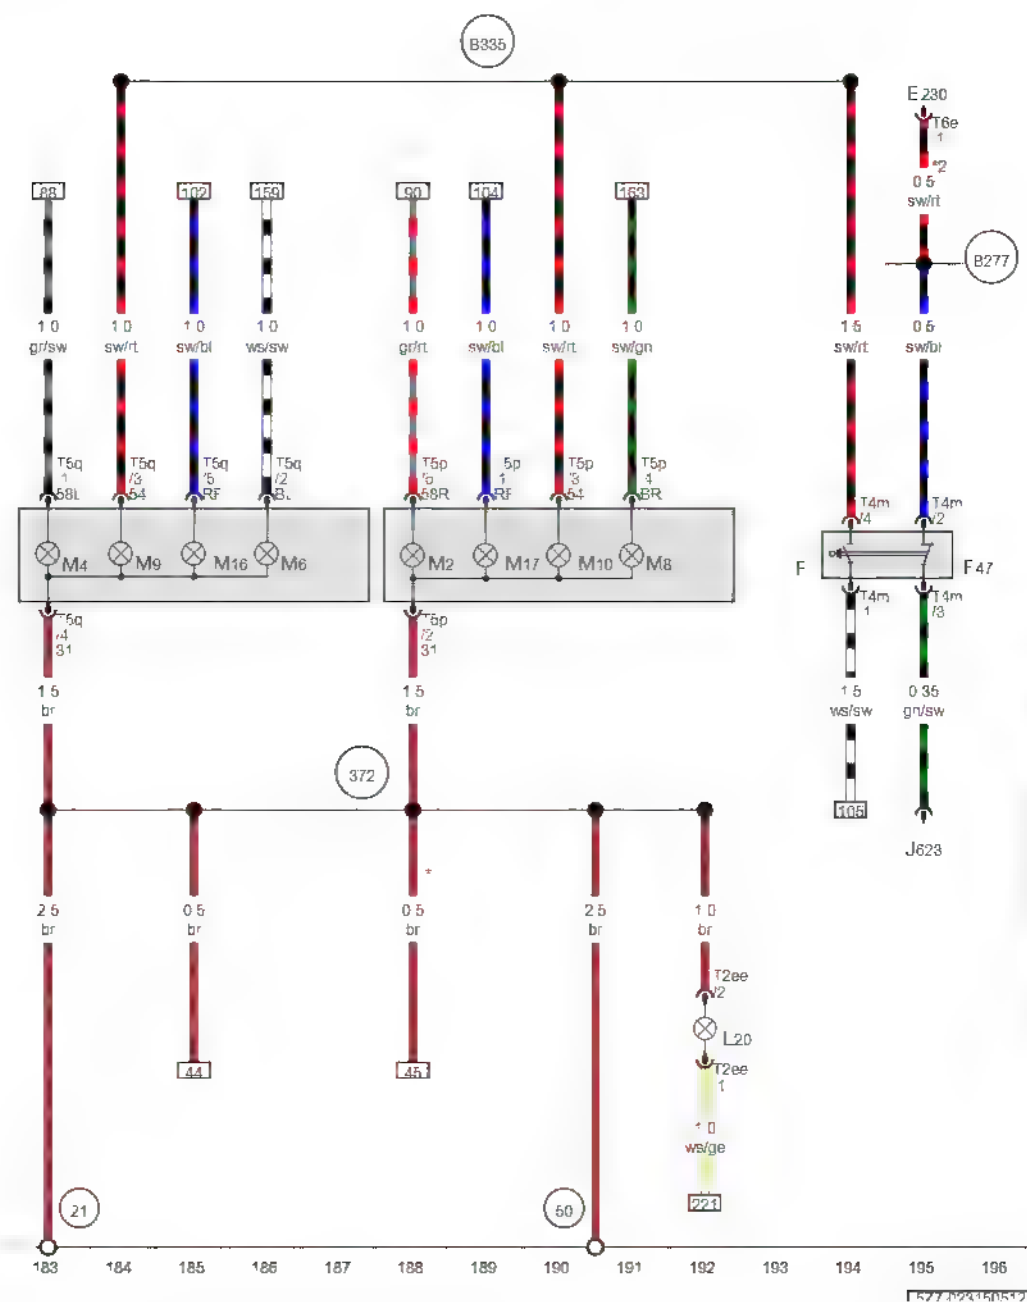 B335
E 230
T6e
1
*2
0 5
sw/rt
B277
88
102
159
90
104
163
1 0
gr/sw
1 0
sw/rt
1 0
sw/bl
1 0
ws/sw
1 0
gr/rt
1 0
sw/bl
1 0
sw/rt
1 0
sw/gn
1 5
sw/rt
0 5
sw/bl
T5q
1
58L
T5q
/3
54
T5q
/5
RF
T5q
/2
T5p
/5
58R
5p
1
RF
T5p
/3
54
T5p
4
BR
T4m
/4
T4m
/2
M4
M9
M16
M6
M2
M17
M10
M8
F
F47
T5q
/4
31
T5p
/2
31
T4m
1
T4m
/3
1 5
br
1 5
br
1 5
ws/sw
0 35
gn/sw
372
105
J623
*
2 5
br
0 5
br
0 5
br
2 5
br
1 0
br
T2ee
/2
L20
44
45
T2ee
1
1 0
ws/ge
221
21
50
183 184 185 186 187 188 189 190 191 192 193 194 195 196